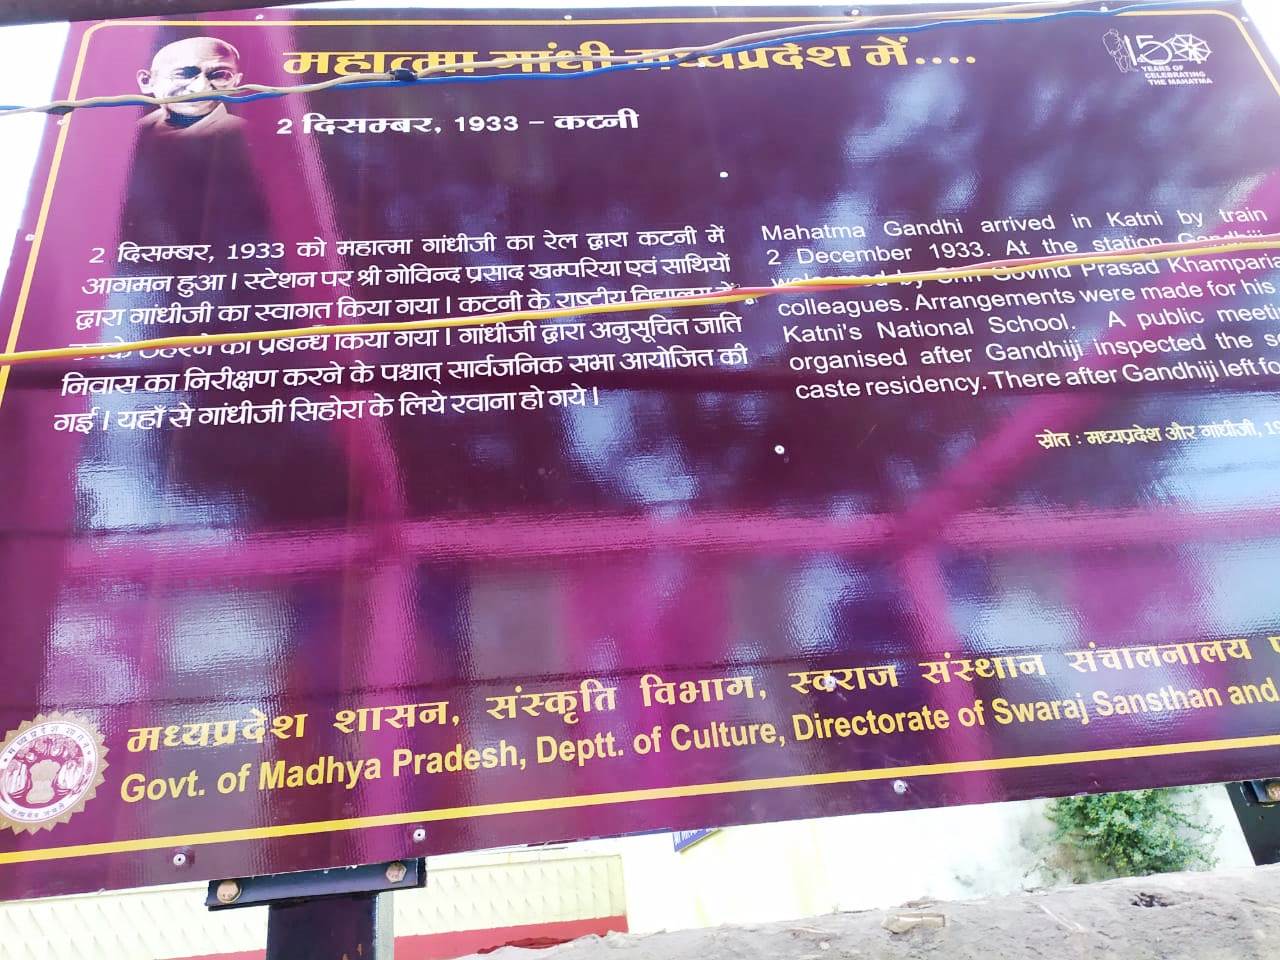 महात्मा गांधी मध्यप्रदेश में....
150
YEARS OF
CELEBRATING
THE MAHATMA
2 दिसम्बर, 1933 – कटनी
2 दिसम्बर, 1933 को महात्मा गांधीजी का रेल द्वारा कटनी में
आगमन हुआ। स्टेशन पर श्री गोविन्द प्रसाद खम्परिया एवं साथियों
द्वारा गांधीजी का स्वागत किया गया। कटनी के राष्टीय विद्यालय में
ठहरने का प्रबन्ध किया गया। गांधीजी द्वारा अनुसूचित जाति
निवास का निरीक्षण करने के पश्चात् सार्वजनिक सभा आयोजित की
गई। यहाँ से गांधीजी सिहोरा के लिये रवाना हो गये।
Mahatma Gandhi arrived in Katni by train
2 December 1933. At the station Gandhiji
by Shri Govind Prasad Khamparia
colleagues. Arrangements were made for his
Katni's National School. A public
organised after Gandhiji inspected the
caste residency. There after Gandhiji left
स्रोत : मध्यप्रदेश और गांधीजी,
मध्यप्रदेश शासन, संस्कृति विभाग, स्वराज संस्थान संचालनालय
Govt. of Madhya Pradesh, Deptt. of Culture, Directorate of Swaraj Sansthan and